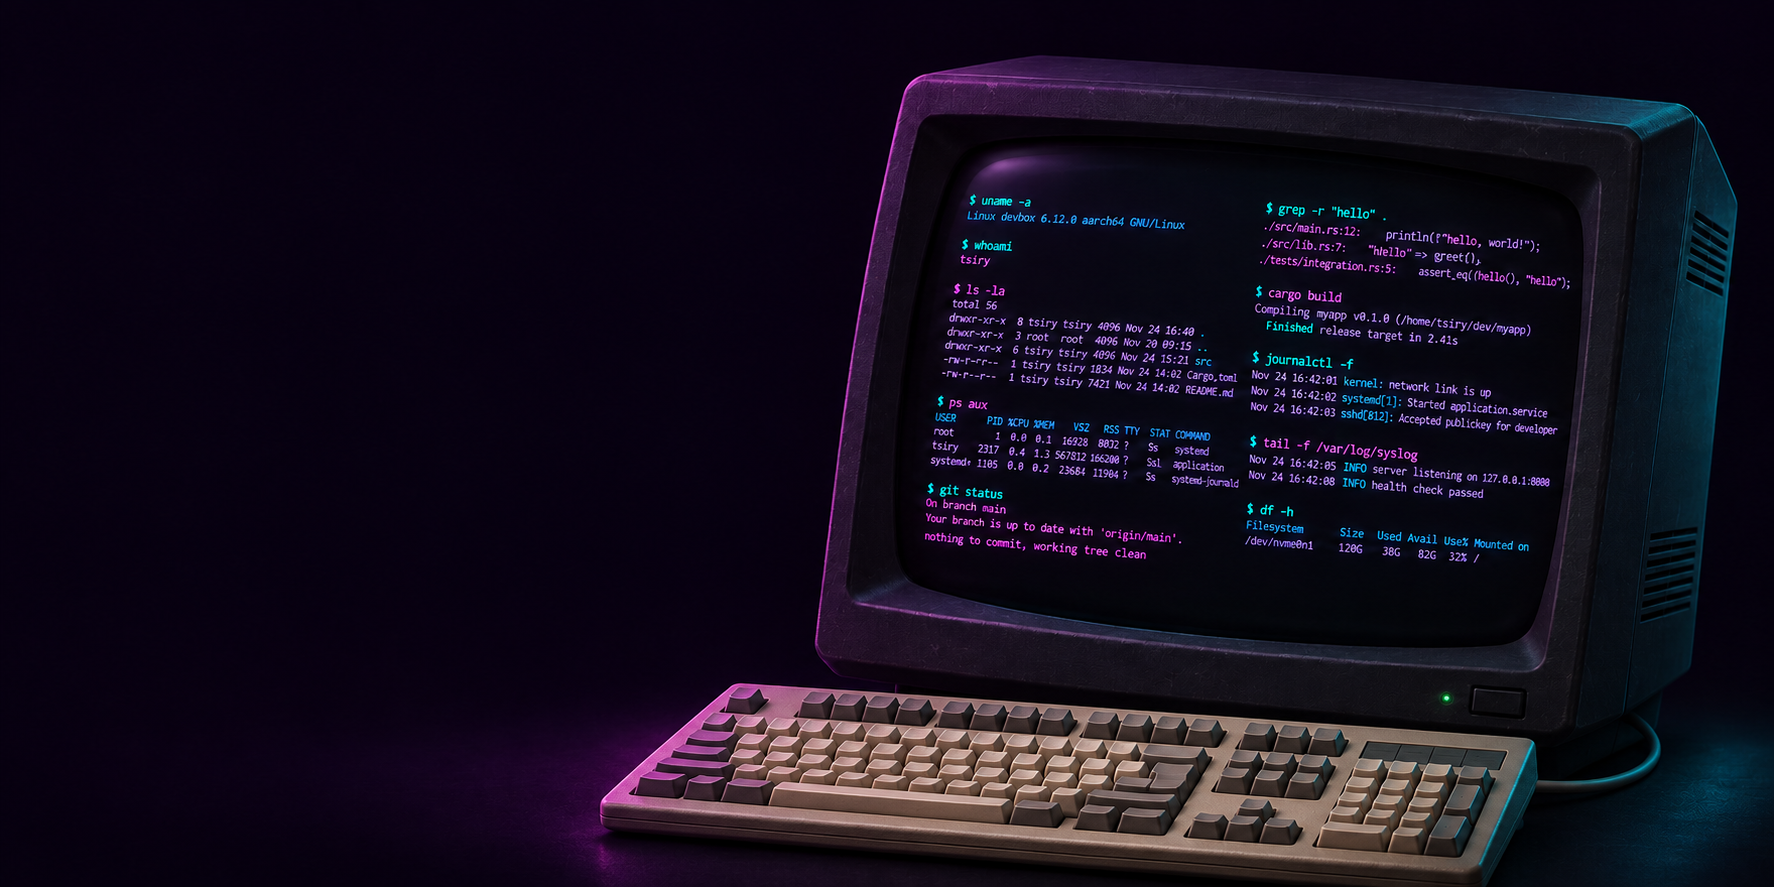 $ uname -a
Linux devbox 6.12.0 aarch64 GNU/Linux
$ whoami
tsiry
$ ls -la
total 56
drwxr-xr-x 8 tsiry tsiry 4096 Nov 24 16:40 .
drwxr-xr-x 3 root root 4096 Nov 20 09:15 ..
drwxr-xr-x 6 tsiry tsiry 4096 Nov 24 15:21 src
-rw-r-r-- 1 tsiry tsiry 1834 Nov 24 14:02 Cargo.toml
-rw-r--r-- 1 tsiry tsiry 7421 Nov 24 14:02 README.md
$ ps aux
USER PID %CPU %MEM VSZ RSS TTY STAT COMMAND
root 1 0.0 0.1 16928 8032 ? Ss systemd
tsiry 2317 0.4 1.3 567812 166200 ? Ssl application
systemd+ 1105 0.0 0.2 23684 11904 ? Ss systemd-journald
$ git status
On branch main
Your branch is up to date with 'origin/main'.
nothing to commit, working tree clean
$ grep -r "hello" .
./src/main.rs:12: hello, world!");
./src/lib.rs:7: => greet(),
./tests/integration.rs:5: assert_eq((hello(), "hello");
$ cargo build
Compiling myapp v0.1.0 (/home/tsiry/dev/myapp)
Finished release target in 2.41s
$ journalctl -f
Nov 24 16:42:01 kernel: network link is up
Nov 24 16:42:02 systemd[1]: Started application.service
Nov 24 16:42:03 sshd[812]: Accepted publickey for developer
$ tail -f /var/log/syslog
Nov 24 16:42:05 INFO server listening on 127.0.0.1:8000
Nov 24 16:42:08 INFO health check passed
$ df -h
Filesystem Size Used Avail Use% Mounted on
/dev/nvme0n1 120G 38G 82G 32% /